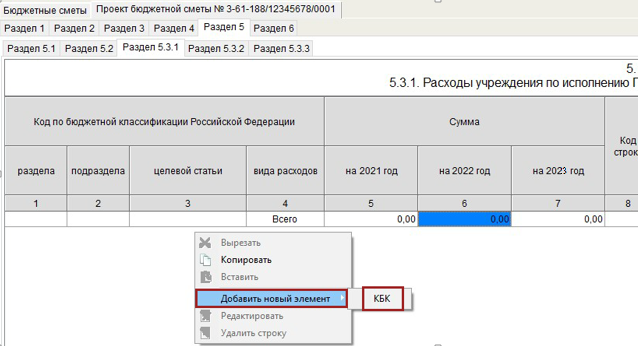 Бюджетные сметы Проект бюджетной сметы № 3-61-188/12345678/0001
Раздел 1 Раздел 2 Раздел 3 Раздел 4 Раздел 5 Раздел 6
Раздел 5.1 Раздел 5.2 Раздел 5.3.1 Раздел 5.3.2 Раздел 5.3.3
5.
5.3.1. Расходы учреждения по исполнению П
Код по бюджетной классификации Российской Федерации Сумма Код строк
раздела подраздела целевой статьи вида расходов на 2021 год на 2022 год на 2023 год
1 2 3 4 5 6 7 8
Всего 0,00 0,00 0,00
Вырезать
Копировать
Вставить
Добавить новый элемент КБК
Редактировать
Удалить строку